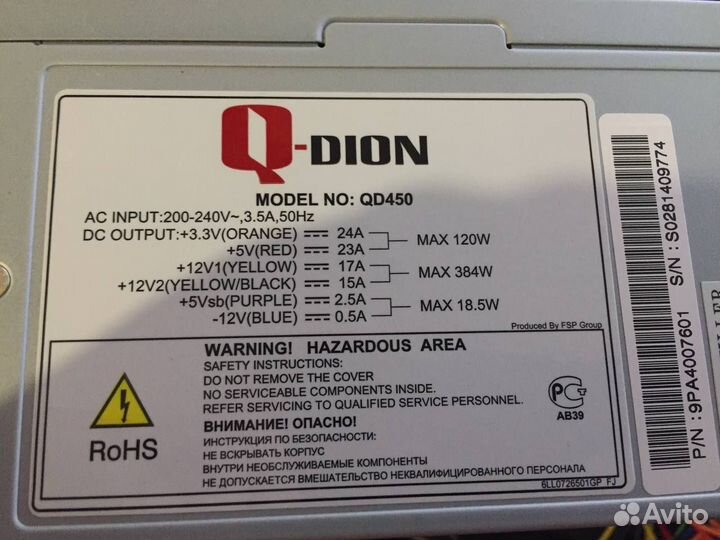 Q-DION
MODEL NO: QD450
AC INPUT:200-240V~,3.5A,50Hz
DC OUTPUT:+3.3V(ORANGE) 24A
+5V(RED) 23A
MAX 120W
+12V1(YELLOW) 17A
+12V2(YELLOW/BLACK) 15A
MAX 384W
+5Vsb(PURPLE) 2.5A
-12V(BLUE) 0.5A
MAX 18.5W
Produced By FSP Group
WARNING! HAZARDOUS AREA
SAFETY INSTRUCTIONS:
DO NOT REMOVE THE COVER
NO SERVICEABLE COMPONENTS INSIDE.
REFER SERVICING TO QUALIFIED SERVICE PERSONNEL.
ВНИМАНИЕ! ОПАСНО!
ИНСТРУКЦИЯ ПО БЕЗОПАСНОСТИ:
НЕ ВСКРЫВАТЬ КОРПУС
ВНУТРИ НЕОБСЛУЖИВАЕМЫЕ КОМПОНЕНТЫ
НЕ ДОПУСКАЕТСЯ ВМЕШАТЕЛЬСТВО НЕКВАЛИФИЦИРОВАННОГО ПЕРСОНАЛА
RoHS
РСТ
АВ39
6LL0726501GP FJ
P/N : 9PA4007601
S/N : S0281409774
Avito